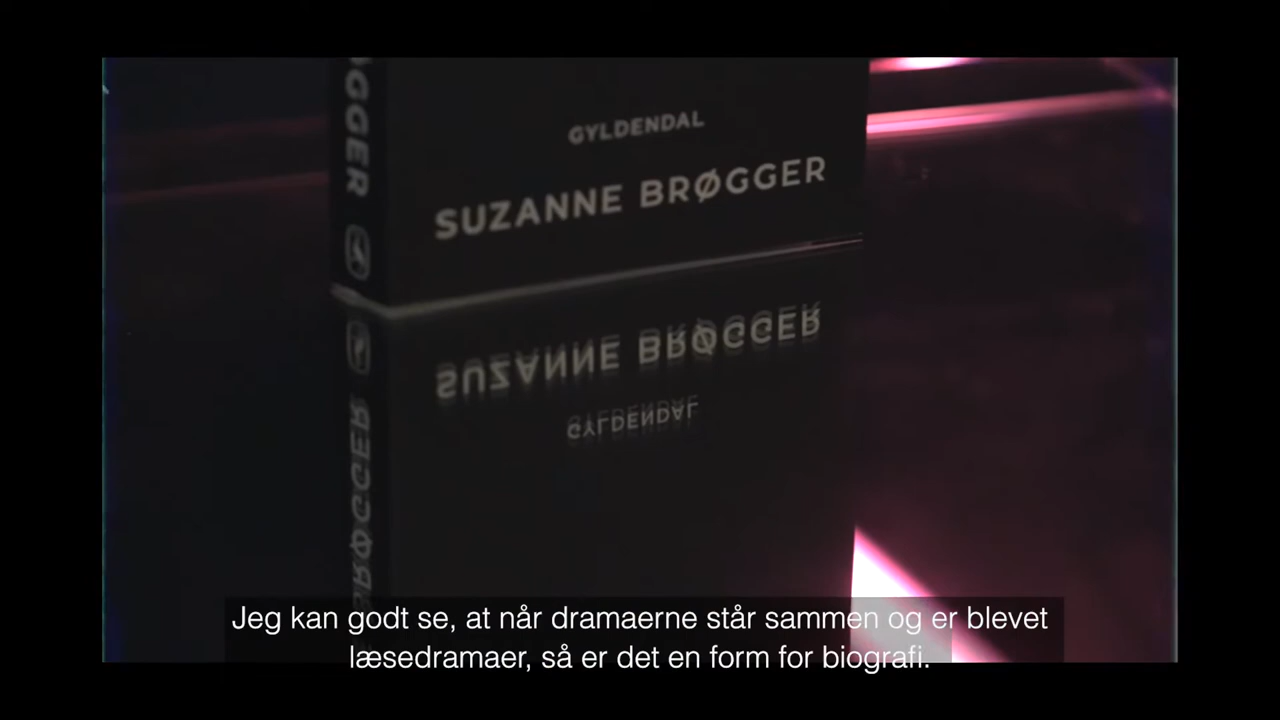 GGER
GYLDENDAL
SUZANNE BRØGGER
SUZANNE BRØGGER
GYLDENDAL
BRØGGER
Jeg kan godt se, at når dramaerne står sammen og er blevet
læsedramaer, så er det en form for biografi.